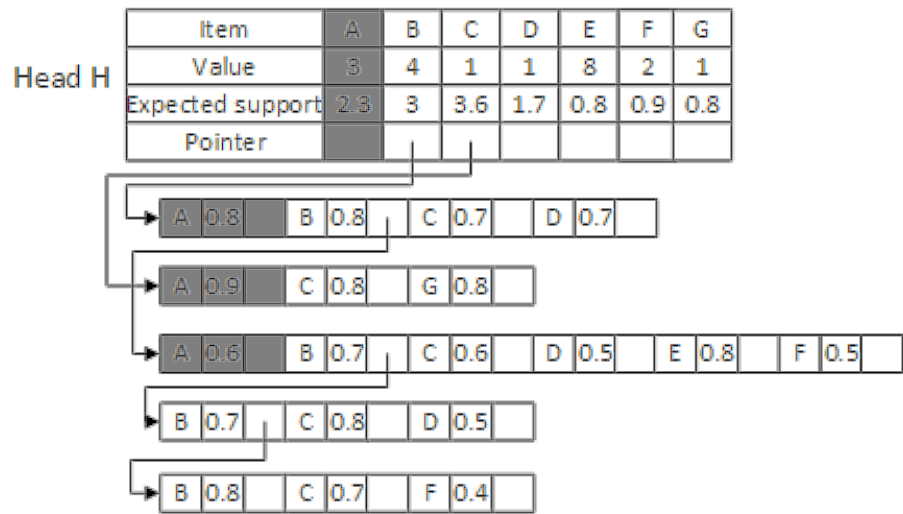 Item A B C D E F G
Head H
Value 3 4 1 1 8 2 1
Expected support 2.3 3 3.6 1.7 0.8 0.9 0.8
Pointer
A 0.8 B 0.8 C 0.7 D 0.7
A 0.9 C 0.8 G 0.8
A 0.6 B 0.7 C 0.6 D 0.5 E 0.8 F 0.5
B 0.7 C 0.8 D 0.5
B 0.8 C 0.7 F 0.4